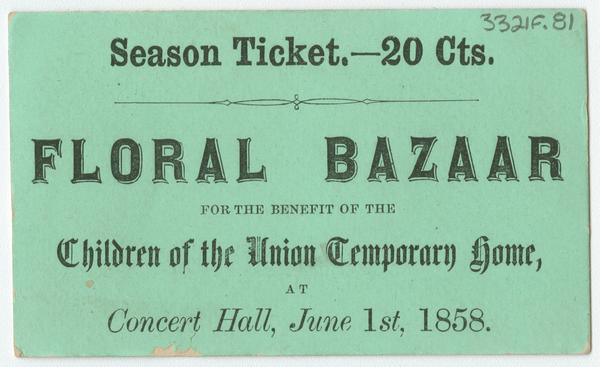 3321F.81
Season Ticket.—20 Cts.
FLORAL BAZAAR
FOR THE BENEFIT OF THE
Children of the Union Temporary Home,
AT
Concert Hall, June 1st, 1858.